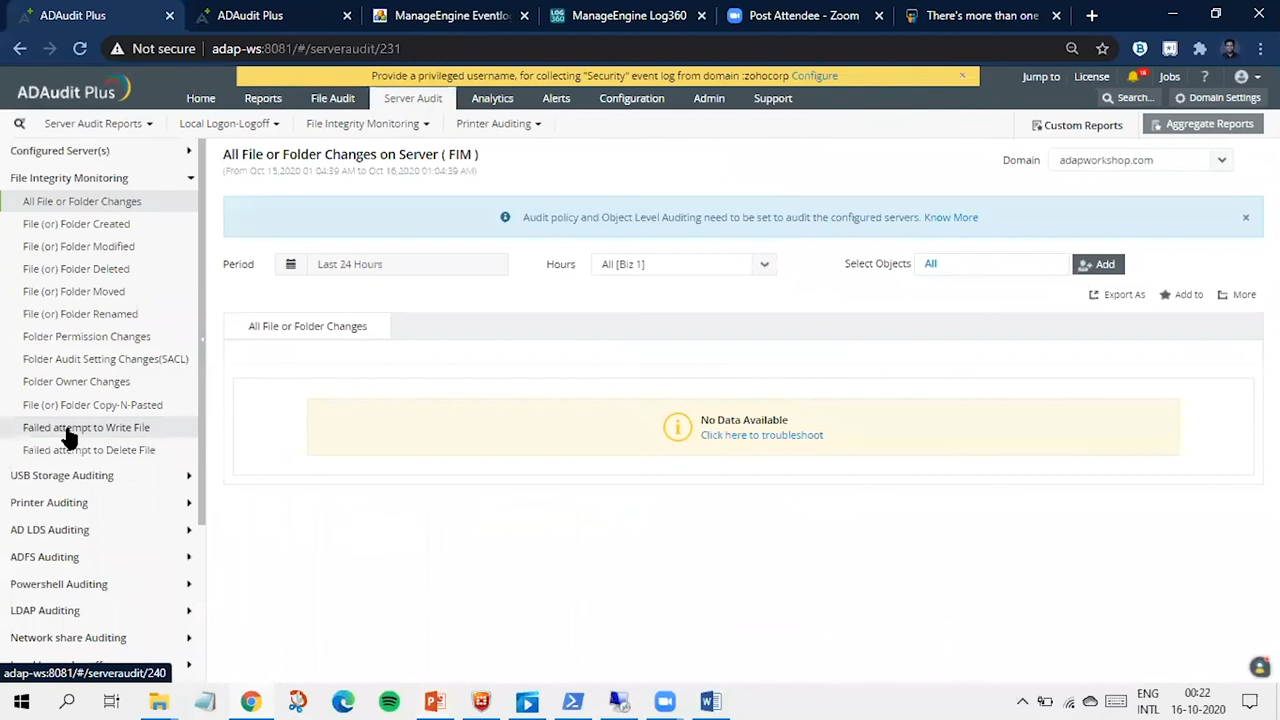 ADAudit Plus
ADAudit Plus
ManageEngine Eventl
ManageEngine Log360
Post Attendee - Zoom
There's more than one
Not secure adap-ws:8081/#/serveraudit/231
Provide a privileged username, for collecting "Security" event log from domain :zohocorp Configure
Jump to License 18 Jobs
ADAudit Plus
Home Reports File Audit Server Audit Analytics Alerts Configuration Admin Support
Search... Domain Settings
Server Audit Reports Local Logon-Logoff File Integrity Monitoring Printer Auditing
Custom Reports Aggregate Reports
Configured Server(s)
File Integrity Monitoring
All File or Folder Changes
File (or) Folder Created
File (or) Folder Modified
File (or) Folder Deleted
File (or) Folder Moved
File (or) Folder Renamed
Folder Permission Changes
Folder Audit Setting Changes(SACL)
Folder Owner Changes
File (or) Folder Copy-N-Pasted
Failed attempt to Write File
Failed attempt to Delete File
USB Storage Auditing
Printer Auditing
AD LDS Auditing
ADFS Auditing
Powershell Auditing
LDAP Auditing
Network share Auditing
adap-ws:8081/#/serveraudit/240
All File or Folder Changes on Server ( FIM )
(From Oct 15,2020 01:04:39 AM to Oct 16,2020 01:04:39 AM)
Domain adapworkshop.com
Audit policy and Object Level Auditing need to be set to audit the configured servers. Know More
Period Last 24 Hours Hours All [Biz 1] Select Objects All Add
Export As Add to More
All File or Folder Changes
No Data Available
Click here to troubleshoot
ENG
INTL
00:22
16-10-2020